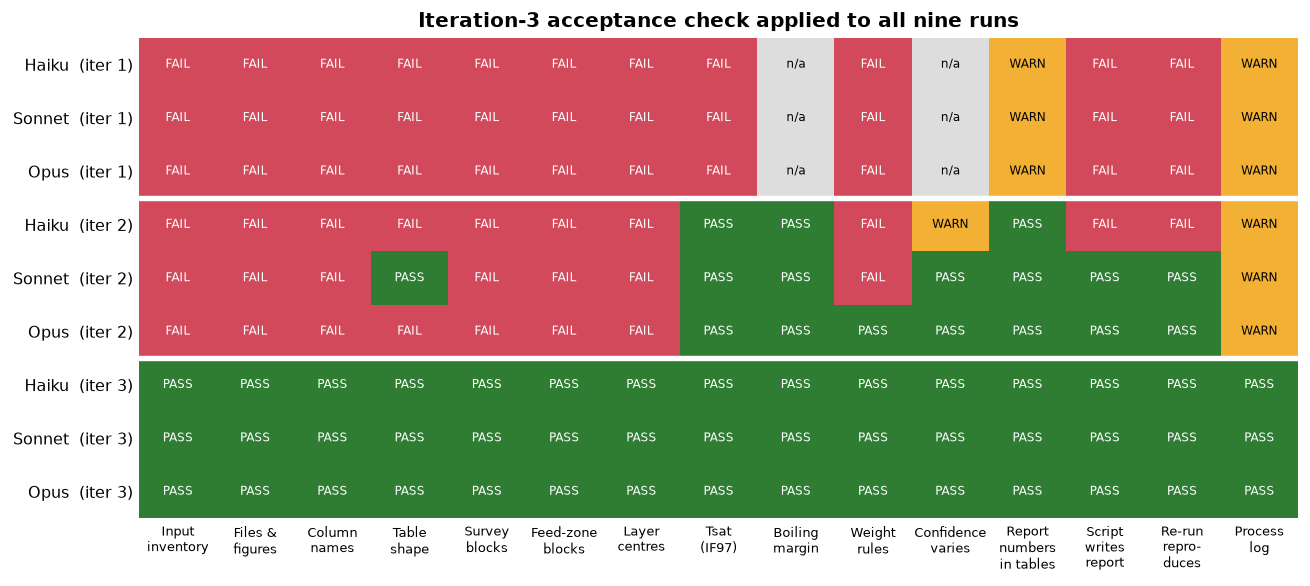 Iteration-3 acceptance check applied to all nine runs
Haiku (iter 1) FAIL FAIL FAIL FAIL FAIL FAIL FAIL FAIL n/a FAIL n/a WARN FAIL FAIL WARN
Sonnet (iter 1) FAIL FAIL FAIL FAIL FAIL FAIL FAIL FAIL n/a FAIL n/a WARN FAIL FAIL WARN
Opus (iter 1) FAIL FAIL FAIL FAIL FAIL FAIL FAIL FAIL n/a FAIL n/a WARN FAIL FAIL WARN
Haiku (iter 2) FAIL FAIL FAIL FAIL FAIL FAIL FAIL PASS PASS FAIL WARN PASS FAIL FAIL WARN
Sonnet (iter 2) FAIL FAIL FAIL PASS FAIL FAIL FAIL PASS PASS FAIL PASS PASS PASS PASS WARN
Opus (iter 2) FAIL FAIL FAIL FAIL FAIL FAIL FAIL PASS PASS PASS PASS PASS PASS PASS WARN
Haiku (iter 3) PASS PASS PASS PASS PASS PASS PASS PASS PASS PASS PASS PASS PASS PASS PASS
Sonnet (iter 3) PASS PASS PASS PASS PASS PASS PASS PASS PASS PASS PASS PASS PASS PASS PASS
Opus (iter 3) PASS PASS PASS PASS PASS PASS PASS PASS PASS PASS PASS PASS PASS PASS PASS
Input
inventory
Files &
figures
Column
names
Table
shape
Survey
blocks
Feed-zone
blocks
Layer
centres
Tsat
(IF97)
Boiling
margin
Weight
rules
Confidence
varies
Report
numbers
in tables
Script
writes
report
Re-run
repro-
duces
Process
log